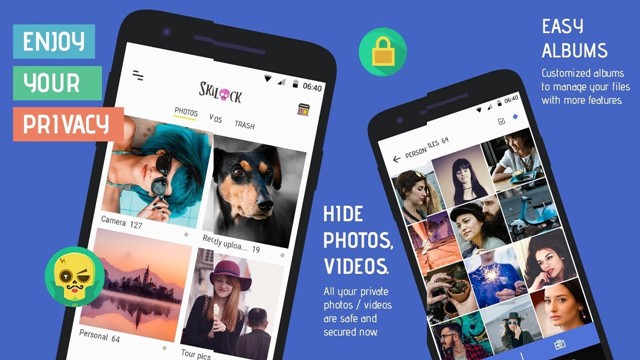 ENJOY
YOUR
PRIVACY
06:40
SKLOCK
PHOTOS
TRASH
Camera 127
19
Personal 64
Tour pics
HIDE
PHOTOS,
VIDEOS.
All your private
photos / videos
are safe and
secured now.
06:40
EASY
ALBUMS
Customized albums
to manage your files
with more features.